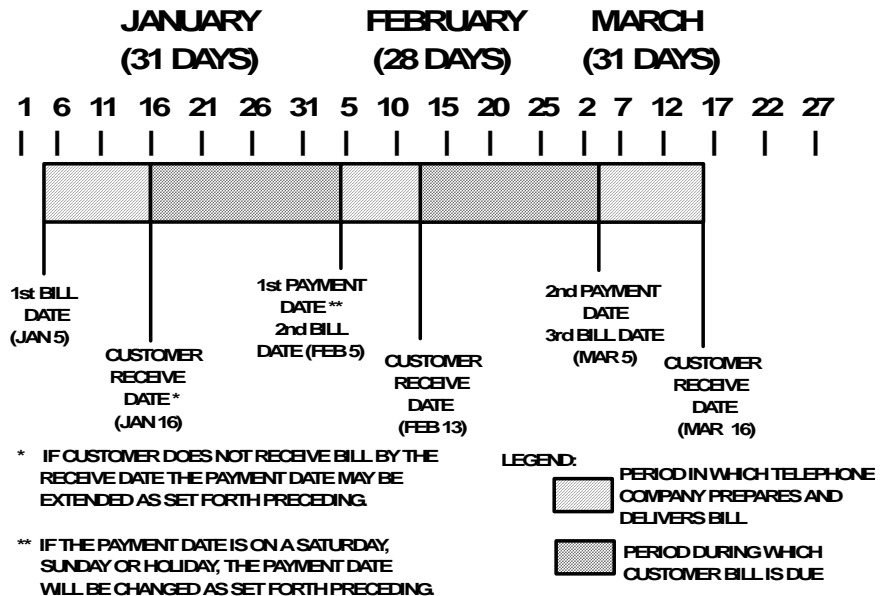 JANUARY FEBRUARY MARCH
(31 DAYS) (28 DAYS) (31 DAYS)
1 6 11 16 21 26 31 5 10 15 20 25 2 7 12 17 22 27
1st BILL
DATE
(JAN 5)
CUSTOMER
RECEIVE
DATE *
(JAN 16)
1st PAYMENT
DATE **
2nd BILL
DATE (FEB 5)
CUSTOMER
RECEIVE
DATE
(FEB 13)
2nd PAYMENT
DATE
3rd BILL DATE
(MAR 5)
CUSTOMER
RECEIVE
DATE
(MAR 16)
* IF CUSTOMER DOES NOT RECEIVE BILL BY THE
RECEIVE DATE THE PAYMENT DATE MAY BE
EXTENDED AS SET FORTH PRECEDING.
** IF THE PAYMENT DATE IS ON A SATURDAY,
SUNDAY OR HOLIDAY, THE PAYMENT DATE
WILL BE CHANGED AS SET FORTH PRECEDING.
LEGEND:
PERIOD IN WHICH TELEPHONE
COMPANY PREPARES AND
DELIVERS BILL
PERIOD DURING WHICH
CUSTOMER BILL IS DUE